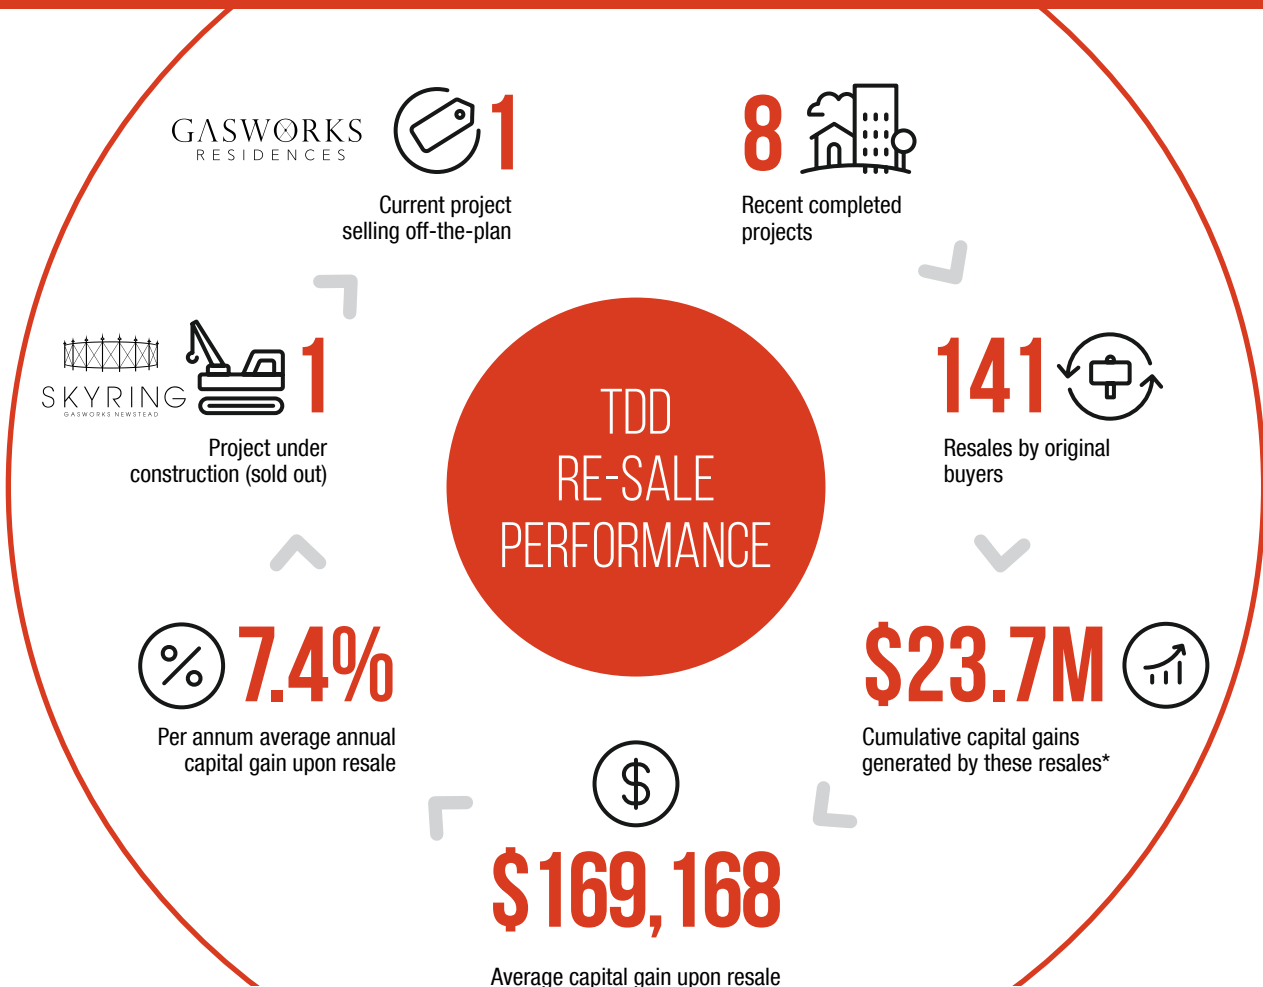 GASWORKS
RESIDENCES
1
Current project
selling off-the-plan
8
Recent completed
projects
141
Resales by original
buyers
$23.7M
Cumulative capital gains
generated by these resales*
$
$169,168
Average capital gain upon resale
%
7.4%
Per annum average annual
capital gain upon resale
SKYRING
GASWORKS NEWSTEAD
1
Project under
construction (sold out)
TDD
RE-SALE
PERFORMANCE